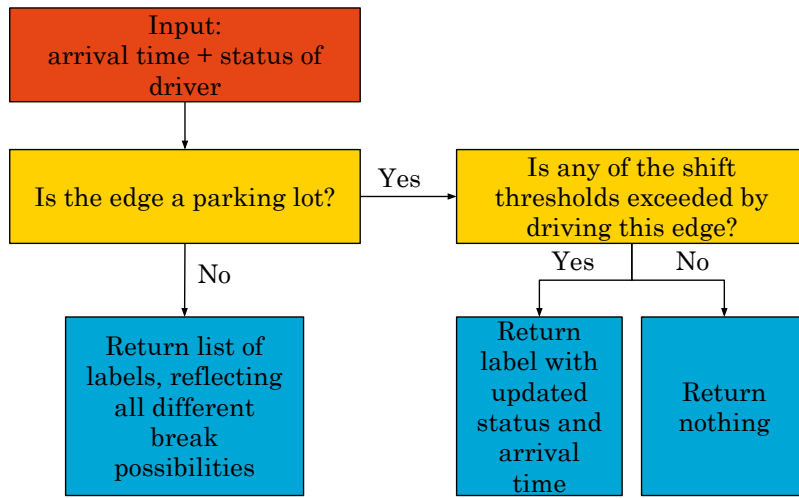 Input:
arrival time + status of
driver
Is the edge a parking lot?
Yes
Is any of the shift
thresholds exceeded by
driving this edge?
No
Yes
No
Return list of
labels, reflecting
all different
break
possibilities
Return
label with
updated
status and
arrival
time
Return
nothing